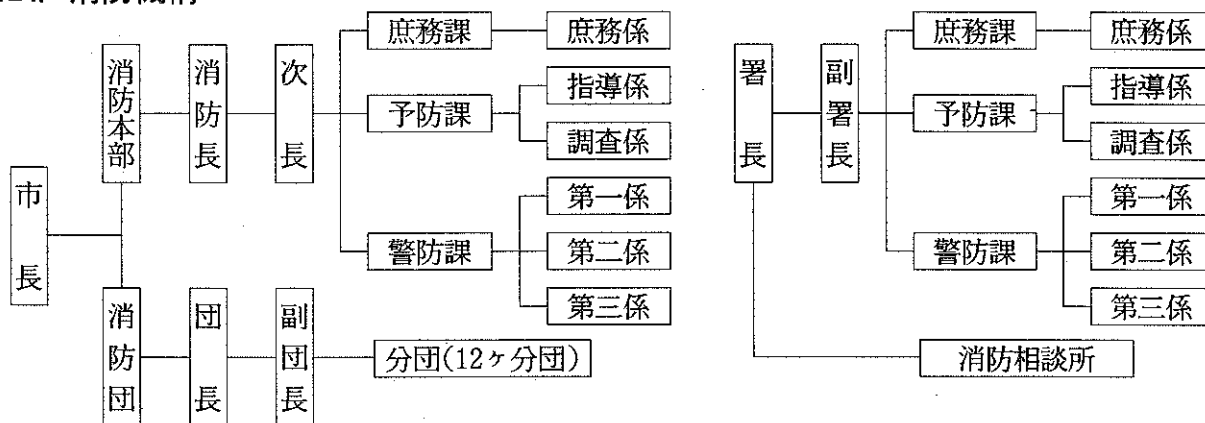 消防機構
市長
消防本部
消防長
次長
庶務課
庶務係
予防課
指導係
調査係
警防課
第一係
第二係
第三係
消防団
団長
副団長
分団(12ヶ分団)
署長
副署長
庶務課
庶務係
予防課
指導係
調査係
警防課
第一係
第二係
第三係
消防相談所